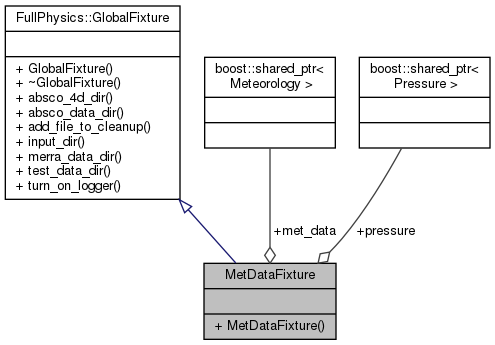 FullPhysics::GlobalFixture
+ GlobalFixture()
+ ~GlobalFixture()
+ absco_4d_dir()
+ absco_data_dir()
+ add_file_to_cleanup()
+ input_dir()
+ merra_data_dir()
+ test_data_dir()
+ turn_on_logger()
boost::shared_ptr<
Meteorology >
boost::shared_ptr<
Pressure >
+met_data
+pressure
MetDataFixture
+ MetDataFixture()